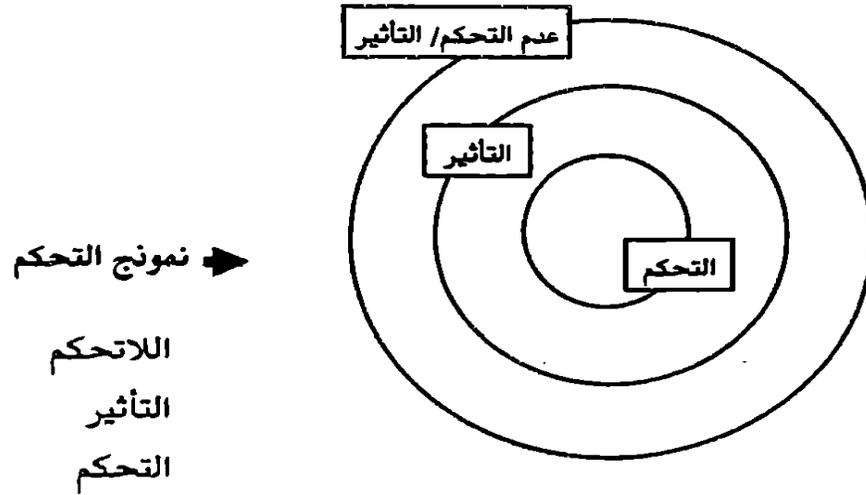 عدم التحكم/ التأثير
التأثير
التحكم
نمونج التحكم
اللاتحكم
التأثير
التحكم